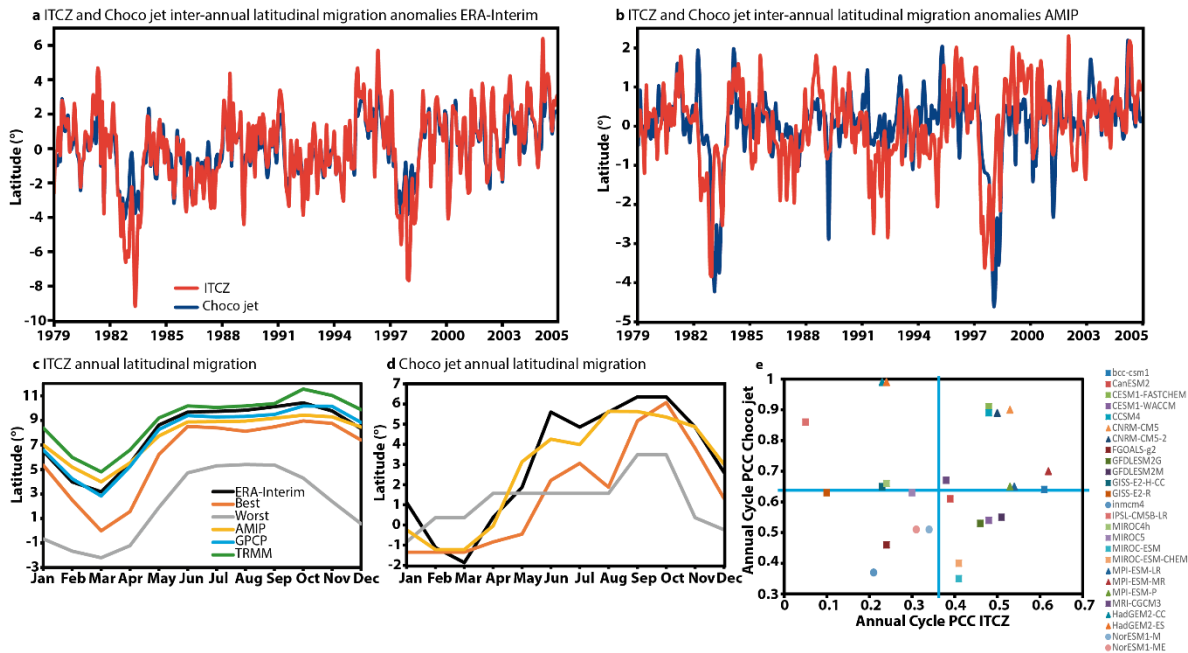 a ITCZ and Choco jet inter-annual latitudinal migration anomalies ERA-Interim
Latitude (°)
6
4
2
0
-2
-4
-6
-8
-10
ITCZ
Choco jet
1979 1982 1985 1988 1991 1994 1997 2000 2003 2005
b ITCZ and Choco jet inter-annual latitudinal migration anomalies AMIP
Latitude (°)
2
1
0
-1
-2
-3
-4
-5
1979 1982 1985 1988 1991 1994 1997 2000 2003 2005
c ITCZ annual latitudinal migration
Latitude (°)
11
9
7
5
3
1
-1
-3
ERA-Interim
Best
Worst
AMIP
GPCP
TRMM
Jan Feb Mar Apr May Jun Jul Aug Sep Oct Nov Dec
d Choco jet annual latitudinal migration
Latitude (°)
7
6
5
4
3
2
1
0
-1
-2
Jan Feb Mar Apr May Jun Jul Aug Sep Oct Nov Dec
e
Annual Cycle PCC Choco jet
1
0.9
0.8
0.7
0.6
0.5
0.4
0.3
0 0.1 0.2 0.3 0.4 0.5 0.6 0.7
Annual Cycle PCC ITCZ
bcc-csm1
CanESM2
CESM1-FASTCHEM
CESM1-WACCM
CCSM4
CNRM-CM5
CNRM-CM5-2
FGOALS-g2
GFDLESM2G
GFDLESM2M
GISS-E2-H-CC
GISS-E2-R
inmcm4
IPSL-CM5B-LR
MIROC4h
MIROC5
MIROC-ESM
MIROC-ESM-CHEM
MPI-ESM-LR
MPI-ESM-MR
MPI-ESM-P
MRI-CGCM3
HadGEM2-CC
HadGEM2-ES
NorESM1-M
NorESM1-ME